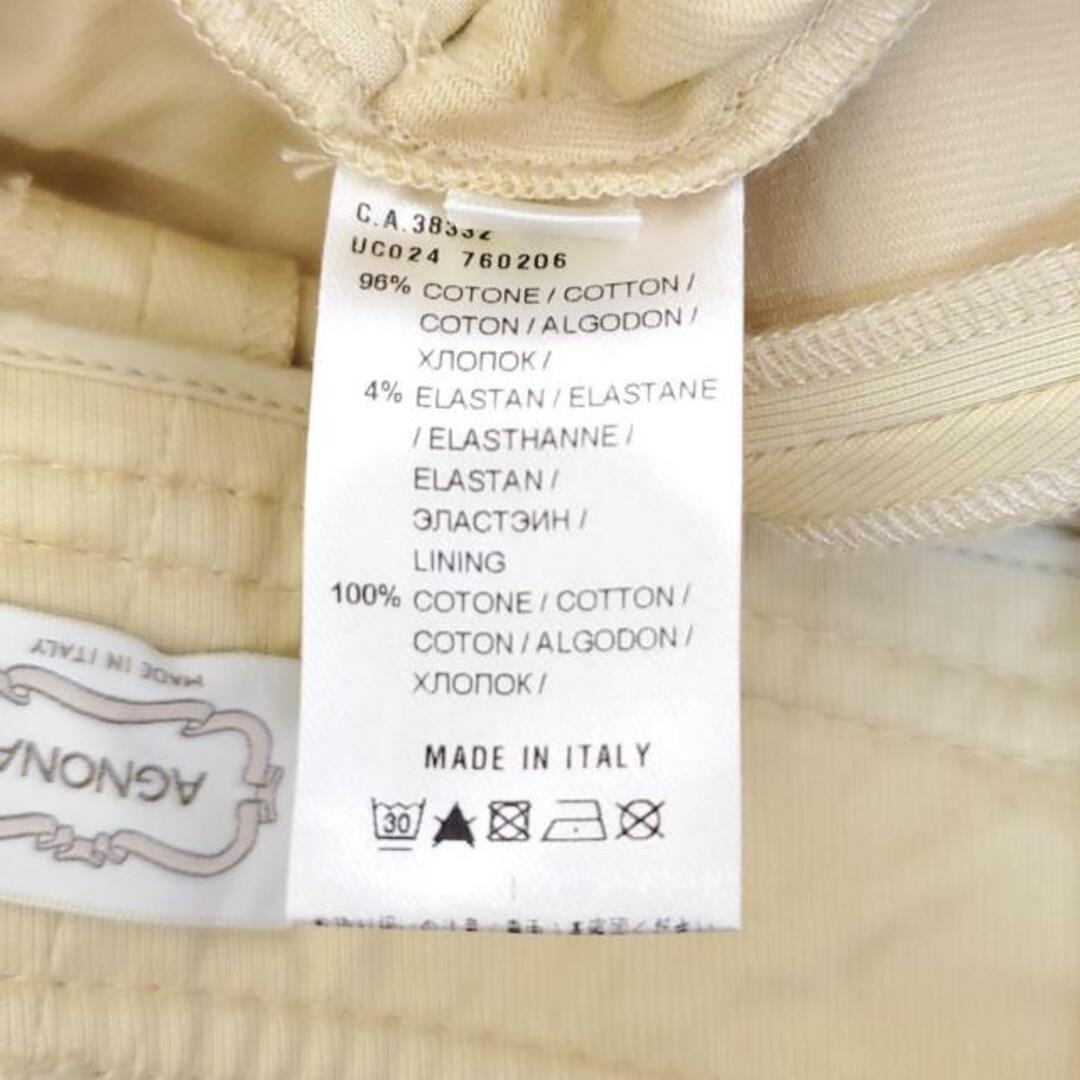 C.A.38332
UC024 760206
96% COTONE / COTTON /
COTON / ALGODON /
ХЛОПОК /
4% ELASTAN / ELASTANE
/ ELASTHANNE /
ELASTAN /
ЭЛАСТЭИН /
LINING
100% COTONE / COTTON /
COTON / ALGODON /
ХЛОПОК /
MADE IN ITALY
30
MADE IN ITALY
AGNONA